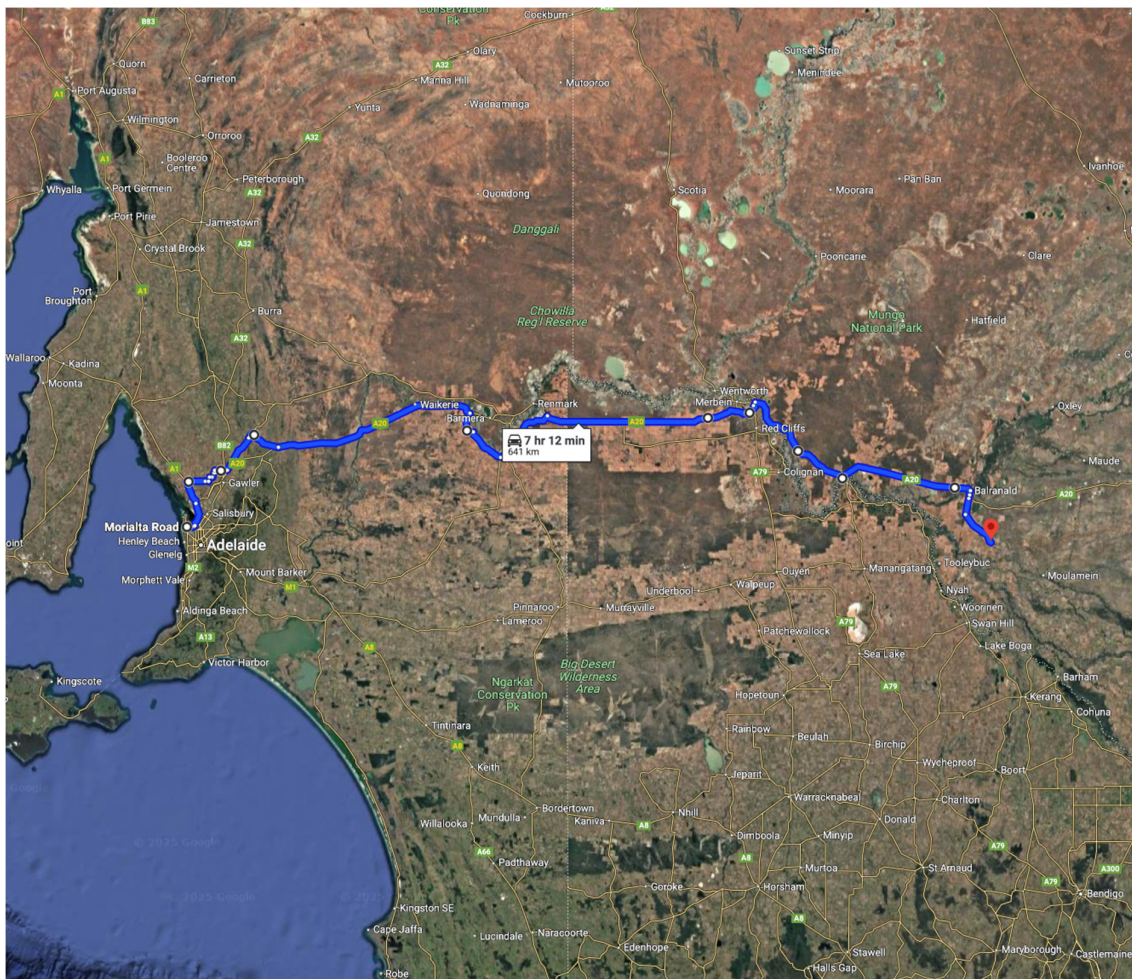 Conservation
Pk
Cockburn
A32
B83
Quorn
Olary
Sunset Strip
A32
Menindee
Carrieton
Manna Hill
Mutooroo
A1
Port Augusta
Yunta
Wadnaminga
Wilmington
Orroroo
A32
A1
Booleroo
Centre
Ivanhoe
Peterborough
Pan Ban
Whyalla
Port Germein
A32
Quondong
Scotia
Moorara
Port Pirie
Jamestown
Danggali
A32
Crystal Brook
Pooncarie
Clare
Port
Broughton
A1
Burra
Chowilla
Reg'l Reserve
Mungo
National Park
Hatfield
A32
Wallaroo
Kadina
Moonta
Wentworth
Waikerie
Renmark
Merbein
Oxley
Barmera
A20
A20
Red Cliffs
7 hr 12 min
641 km
B82
A20
A1
Gawler
A79
Colignan
A20
Maude
Balranald
A20
Salisbury
Morialta Road
Henley Beach
Adelaide
Glenelg
oint
M2
Mount Barker
Morphett Vale
M1
Ouyen
Manangatang
Tooleybuc
Moulamein
Underbool
Walpeup
Nyah
Aldinga Beach
Pinnaroo
Murrayville
Woorinen
Lameroo
A79
Swan Hill
A13
Patchewollock
A8
Lake Boga
Victor Harbor
Sea Lake
Big Desert
Wilderness
Area
Kingscote
Ngarkat
Conservation
Pk
A79
Barham
Hopetoun
Kerang
Cohuna
Tintinara
Rainbow
Beulah
Birchip
A8
Wycheproof
Keith
Jeparit
Boort
Warracknabeal
Charlton
Bordertown
Nhill
Willalooka
Mundulla
Kaniva
A8
Donald
Dimboola
Minyip
A66
A79
Padthaway
A8
Murtoa
St Arnaud
A300
A79
Goroke
Horsham
Bendigo
Kingston SE
A8
Cape Jaffa
Lucindale
Naracoorte
Edenhope
Stawell
Maryborough
Castlemaine
Robe
Halls Gap